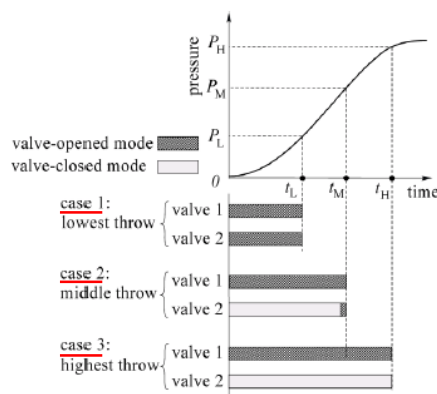 pressure
P_H
P_M
P_L
0
t_L
t_M
t_H
time
valve-opened mode
valve-closed mode
case 1:
lowest throw
valve 1
valve 2
case 2:
middle throw
valve 1
valve 2
case 3:
highest throw
valve 1
valve 2